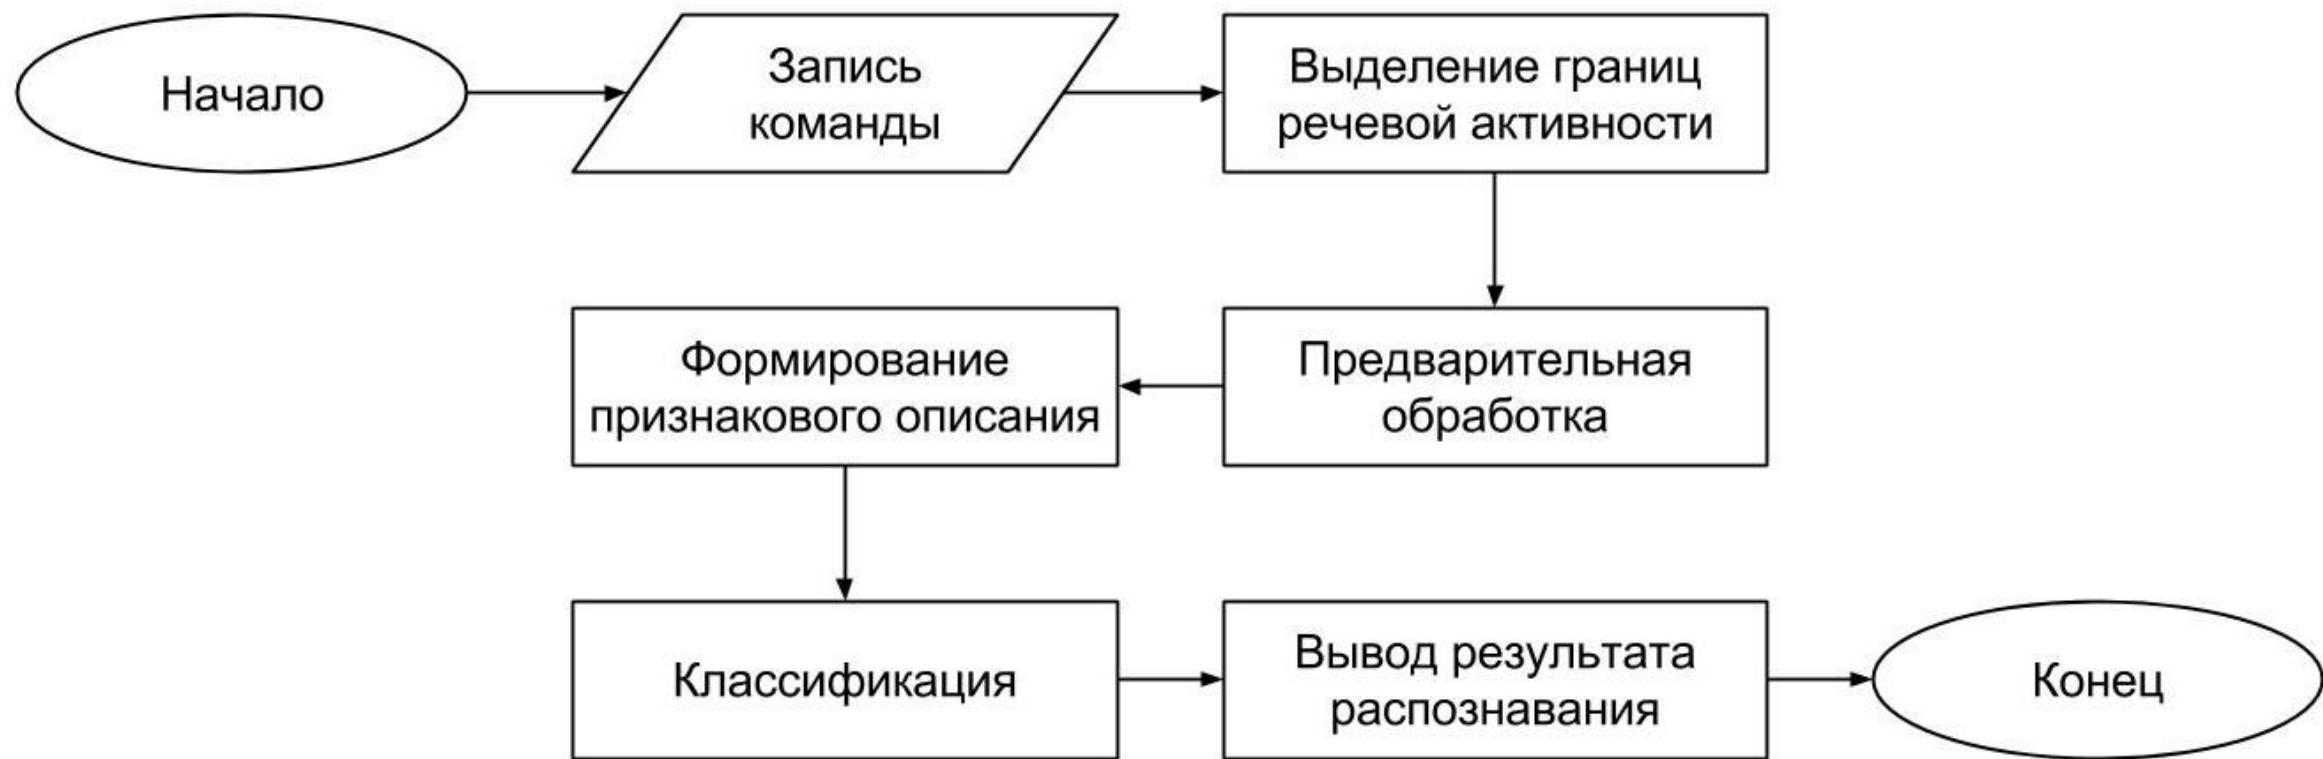 Начало
Запись
команды
Выделение границ
речевой активности
Предварительная
обработка
Формирование
признакового описания
Классификация
Вывод результата
распознавания
Конец